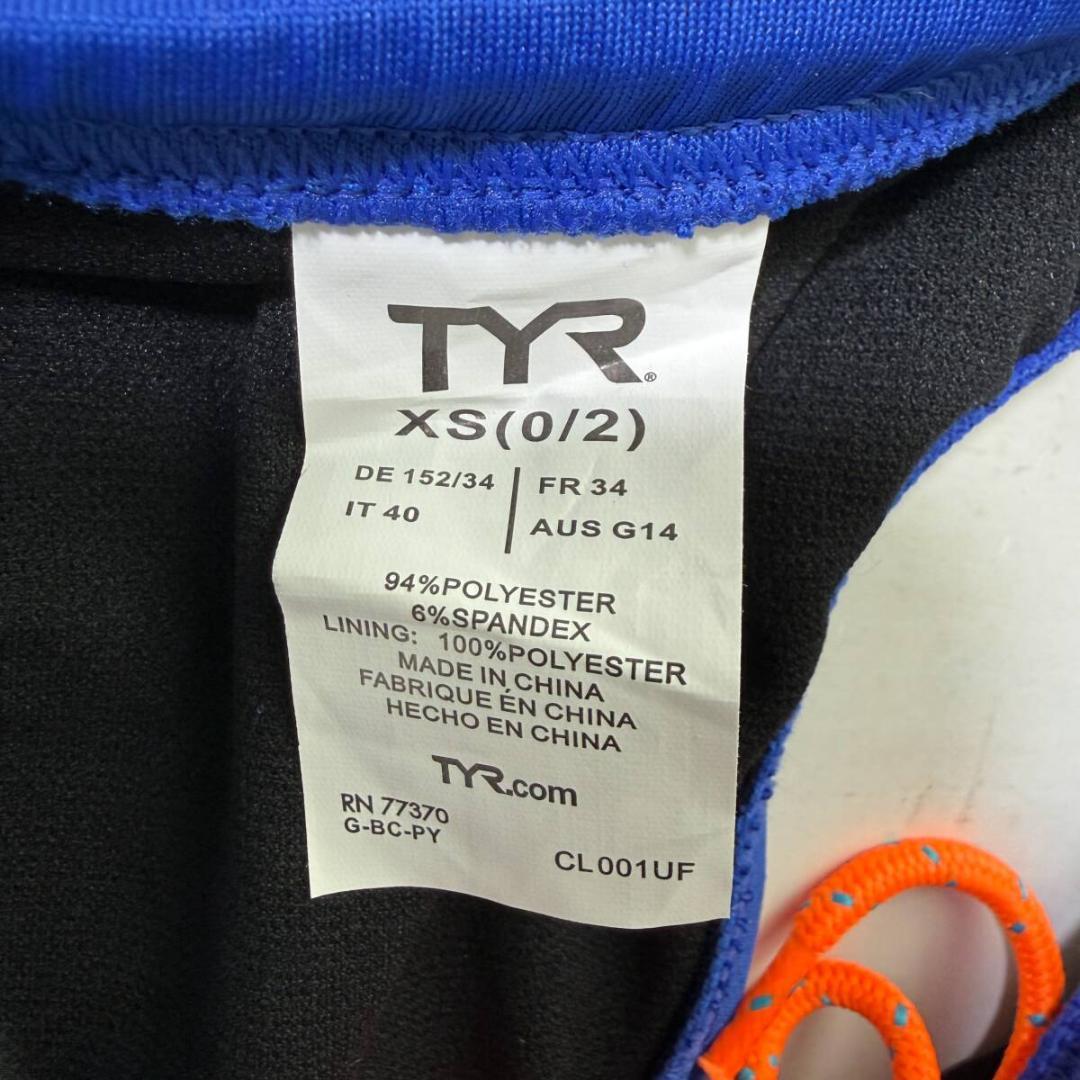 TYR®
XS(0/2)
DE 152/34
IT 40
FR 34
AUS G14
94%POLYESTER
6%SPANDEX
LINING: 100%POLYESTER
MADE IN CHINA
FABRIQUE ÉN CHINA
HECHO EN CHINA
TYR.com
RN 77370
G-BC-PY
CL001UF